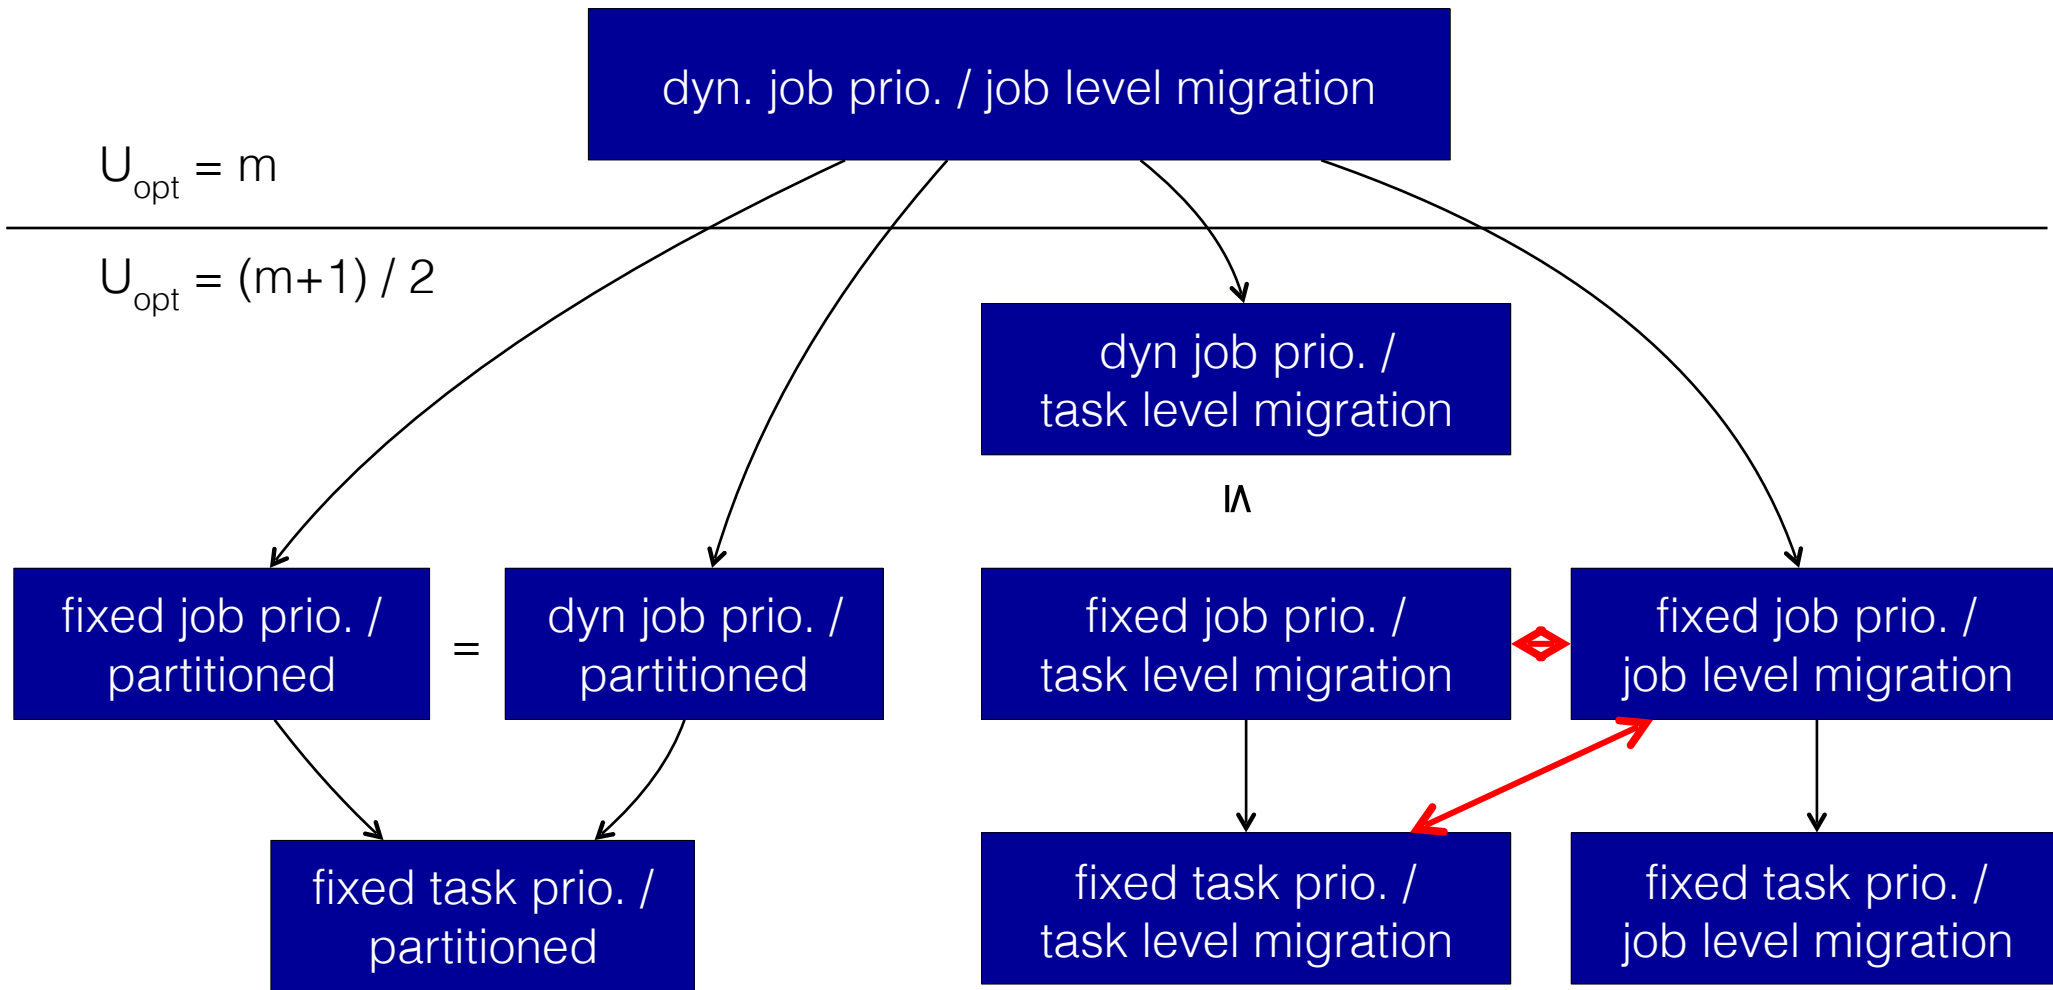 dyn. job prio. / job level migration
U_opt = m
U_opt = (m+1) / 2
dyn job prio. /
task level migration
≤
fixed job prio. /
partitioned
=
dyn job prio. /
partitioned
fixed job prio. /
task level migration
fixed job prio. /
job level migration
fixed task prio. /
partitioned
fixed task prio. /
task level migration
fixed task prio. /
job level migration